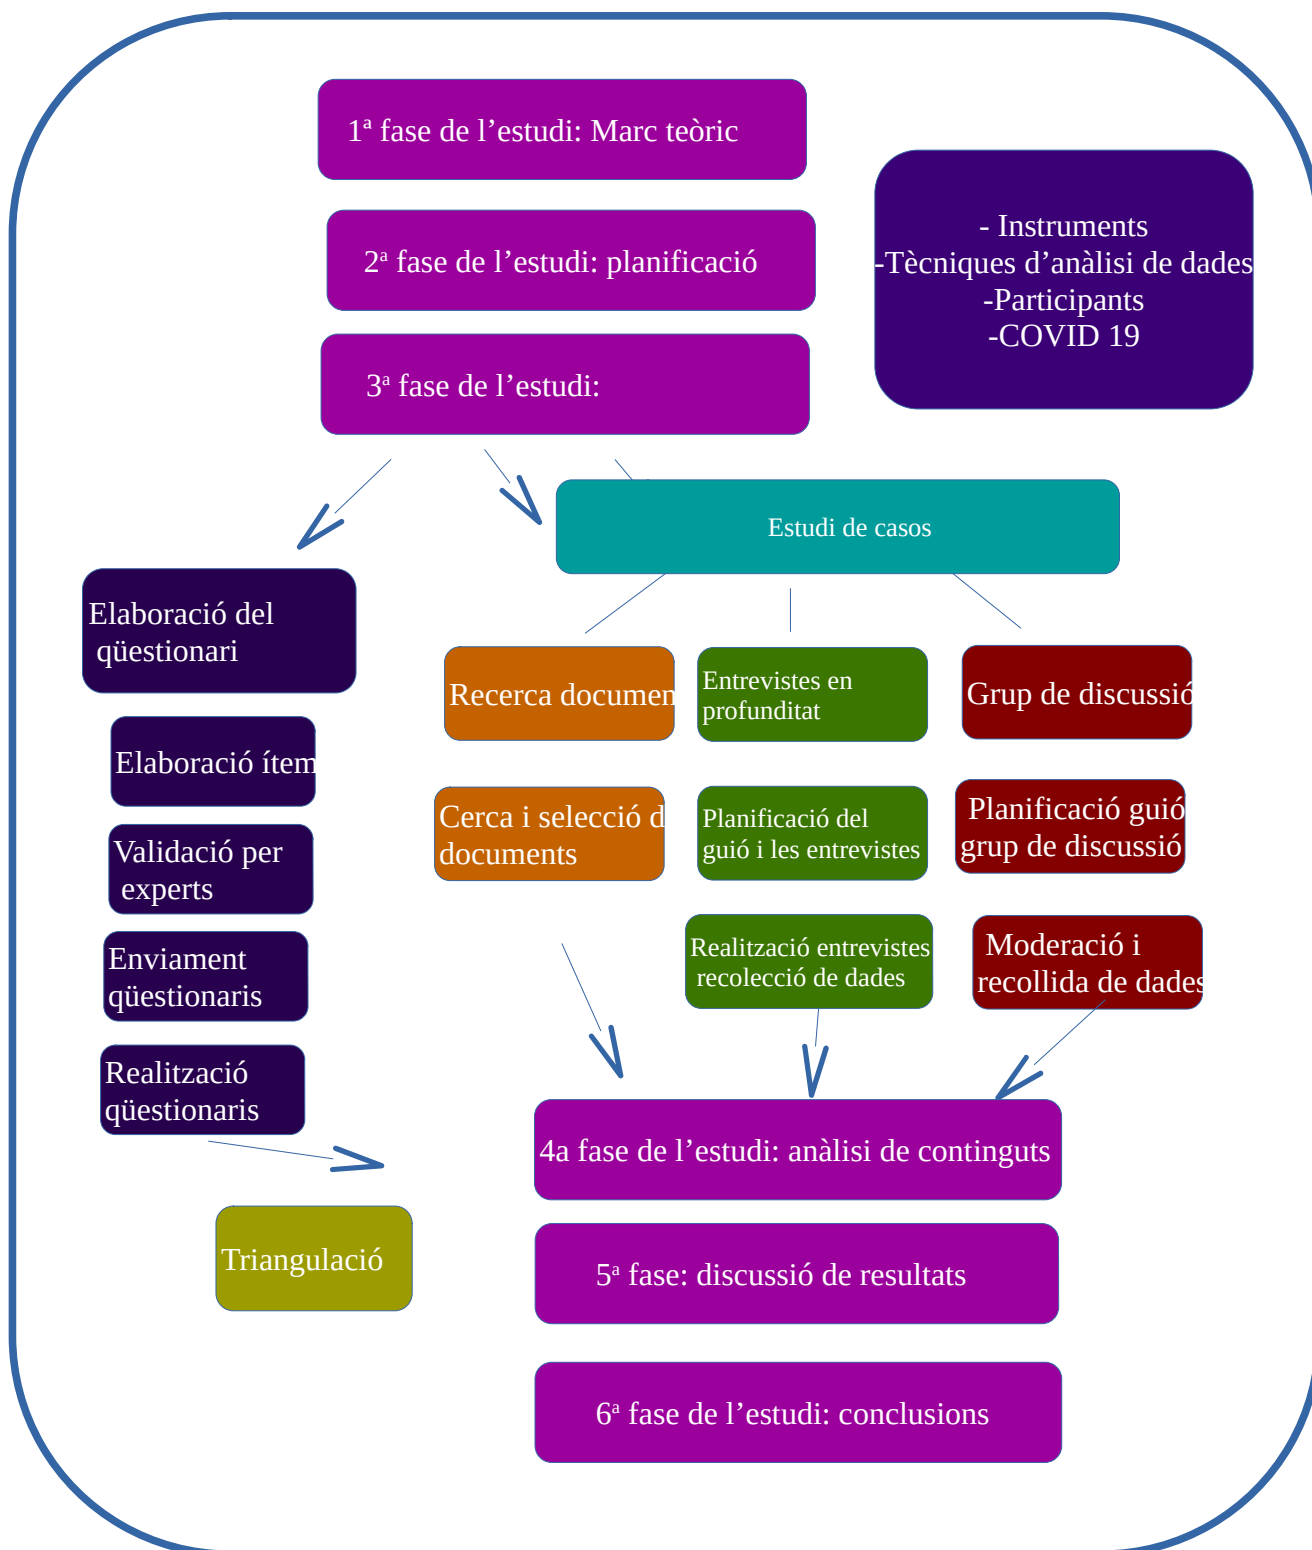 1ª fase de l’estudi: Marc teòric
2ª fase de l’estudi: planificació
3ª fase de l’estudi:
- Instruments
-Tècniques d’anàlisi de dades
-Participants
-COVID 19
Estudi de casos
Elaboració del
qüestionari
Elaboració ítem
Validació per
experts
Enviament
qüestionaris
Realització
qüestionaris
Triangulació
Recerca documen
Cerca i selecció d
documents
Entrevistes en
profunditat
Planificació del
guió i les entrevistes
Realització entrevistes
recolecció de dades
Grup de discussió
Planificació guió
grup de discussió
Moderació i
recollida de dades
4a fase de l’estudi: anàlisi de continguts
5ª fase: discussió de resultats
6ª fase de l’estudi: conclusions